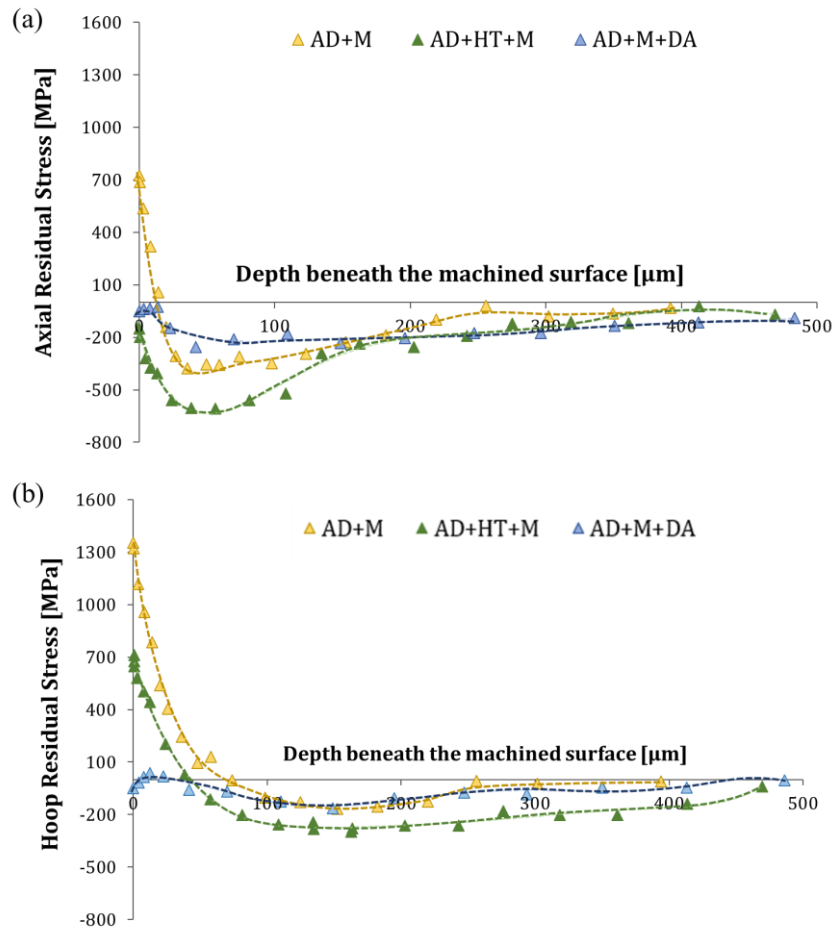 (a)
1600
AD+M AD+HT+M AD+M+DA
1300
1000
700
400
Depth beneath the machined surface [µm]
100
0 100 200 300 400 500
-200
-500
-800
Axial Residual Stress [MPa]
(b)
1600
AD+M AD+HT+M AD+M+DA
1300
1000
700
400
Depth beneath the machined surface [µm]
100
0 100 200 300 400 500
-200
-500
-800
Hoop Residual Stress [MPa]